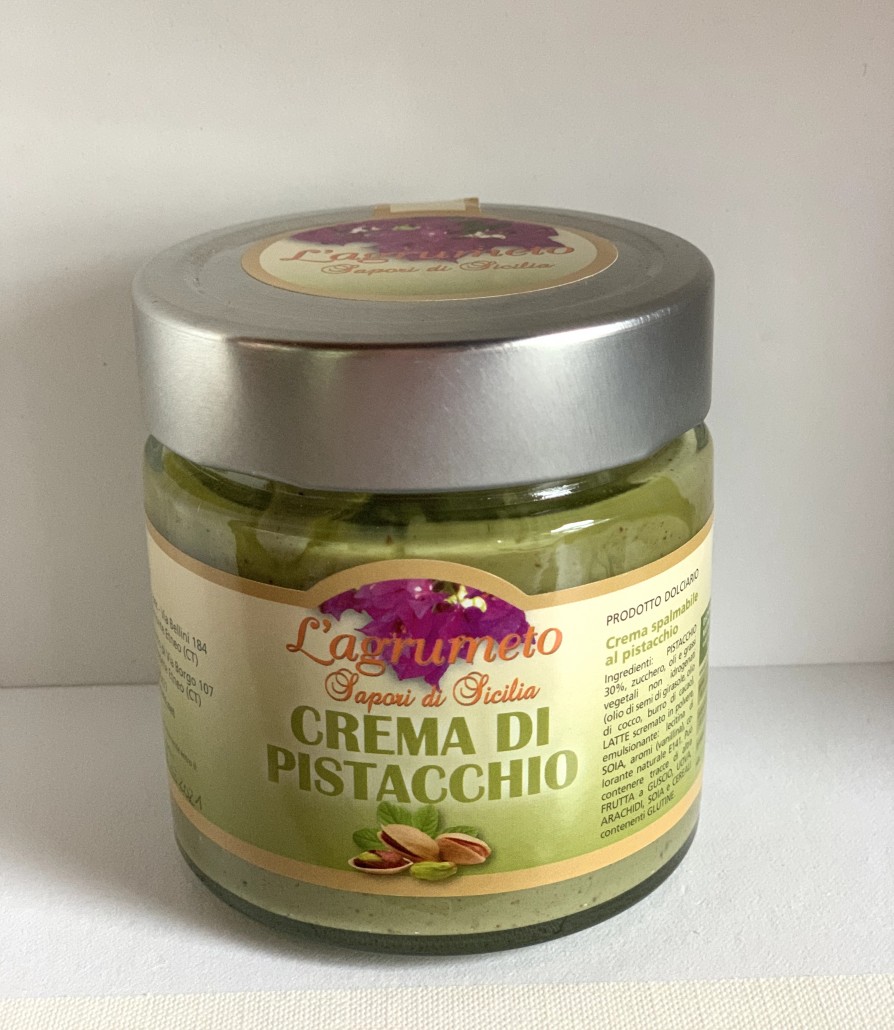 L'agrumeto
Sapori di Sicilia
L'agrumeto
Sapori di Sicilia
CREMA DI
PISTACCHIO
Bellini 184
(CT)
Borgo 107
(CT)
PRODOTTO DOLCIARIO
Crema spalmabile
al pistacchio
Ingredienti: PISTACCHIO
30%, zucchero, oli e grassi
vegetali non idrogenati
(olio di semi di girasole, olio
di cocco, burro di cacao),
LATTE scremato in polvere,
emulsionante: lecitina di
SOIA, aromi (vanillina), co-
lorante naturale E141. Può
contenere tracce di altra
FRUTTA a GUSCIO, UOVA,
ARACHIDI, SOIA e CEREALI
contenenti GLUTINE